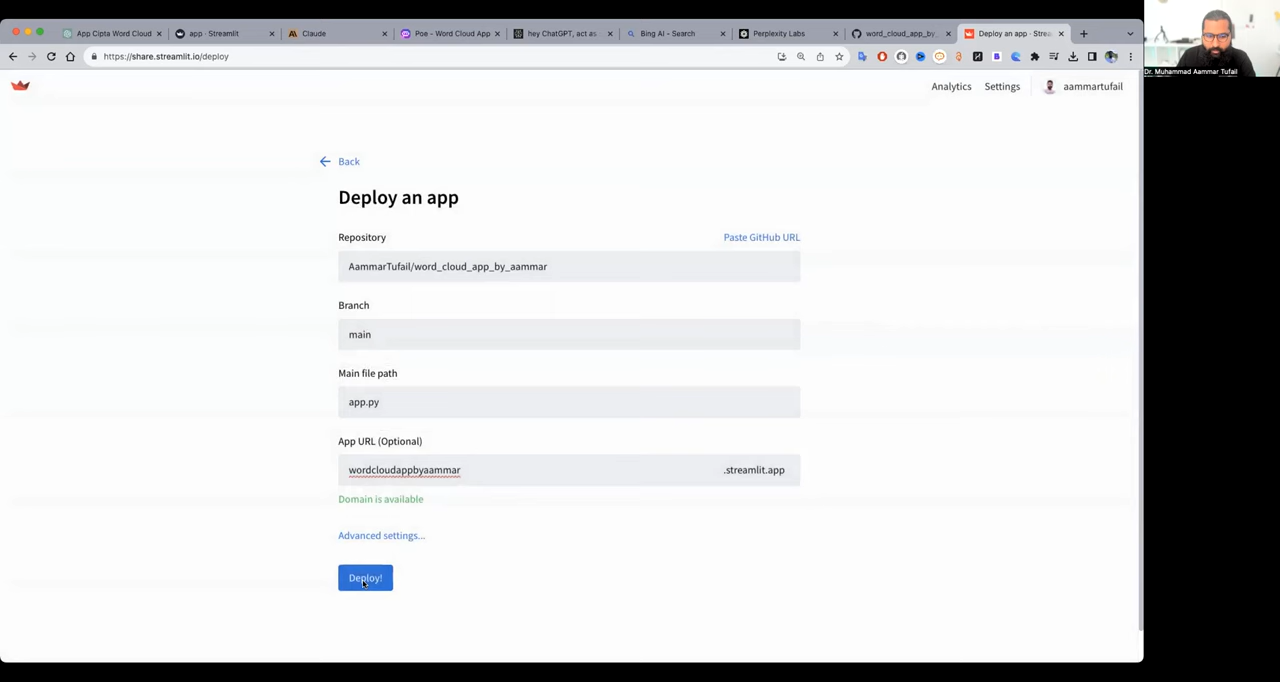 App Cipta Word Cloud
app · Streamlit
Claude
Poe - Word Cloud App
hey ChatGPT, act as
Bing AI - Search
Perplexity Labs
word_cloud_app_by_
Deploy an app · Strea
https://share.streamlit.io/deploy
Dr. Muhammad Aammar Tufail
Analytics
Settings
aammartufail
Back
Deploy an app
Repository
Paste GitHub URL
AammarTufail/word_cloud_app_by_aammar
Branch
main
Main file path
app.py
App URL (Optional)
wordcloudappbyaammar
.streamlit.app
Domain is available
Advanced settings...
Deploy!